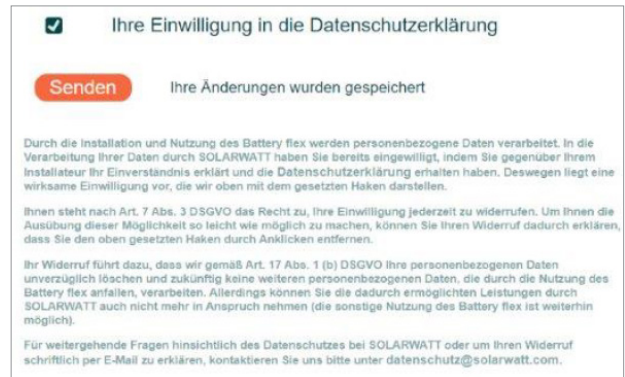 Ihre Einwilligung in die Datenschutzerklärung
Senden Ihre Änderungen wurden gespeichert
Durch die Installation und Nutzung des Battery flex werden personenbezogene Daten verarbeitet. In die
Verarbeitung Ihrer Daten durch SOLARWATT haben Sie bereits eingewilligt, indem Sie gegenüber Ihrem
Installateur Ihr Einverständnis erklärt und die Datenschutzerklärung erhalten haben. Deswegen liegt eine
wirksame Einwilligung vor, die wir oben mit dem gesetzten Haken darstellen.
Ihnen steht nach Art. 7 Abs. 3 DSGVO das Recht zu, Ihre Einwilligung jederzeit zu widerrufen. Um Ihnen die
Ausübung dieser Möglichkeit so leicht wie möglich zu machen, können Sie Ihren Widerruf dadurch erklären,
dass Sie den oben gesetzten Haken durch Anklicken entfernen.
Ihr Widerruf führt dazu, dass wir gemäß Art. 17 Abs. 1 (b) DSGVO Ihre personenbezogenen Daten
unverzüglich löschen und zukünftig keine weiteren personenbezogenen Daten, die durch die Nutzung des
Battery flex anfallen, verarbeiten. Allerdings können Sie die dadurch ermöglichten Leistungen durch
SOLARWATT auch nicht mehr in Anspruch nehmen (die sonstige Nutzung des Battery flex ist weiterhin
möglich).
Für weitergehende Fragen hinsichtlich des Datenschutzes bei SOLARWATT oder um Ihren Widerruf
schriftlich per E-Mail zu erklären, kontaktieren Sie uns bitte unter datenschutz@solarwatt.com.